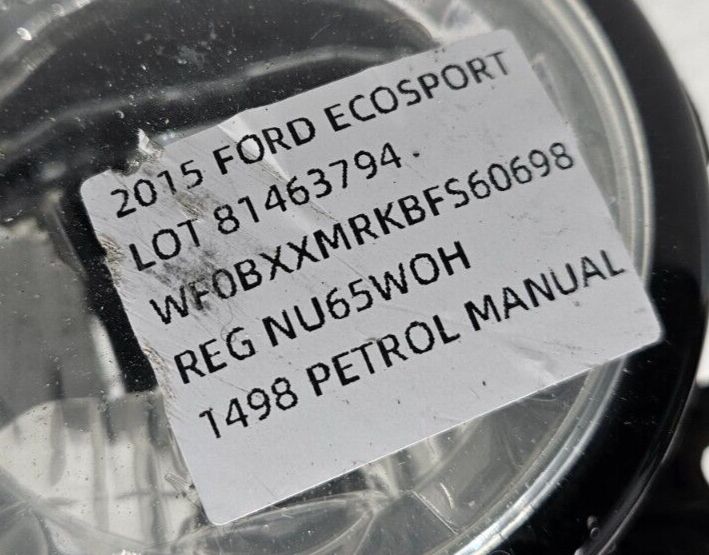 2015 FORD ECOSPORT
LOT 81463794.
WF0BXXMRKBFS60698
REG NU65WOH
1498 PETROL MANUAL